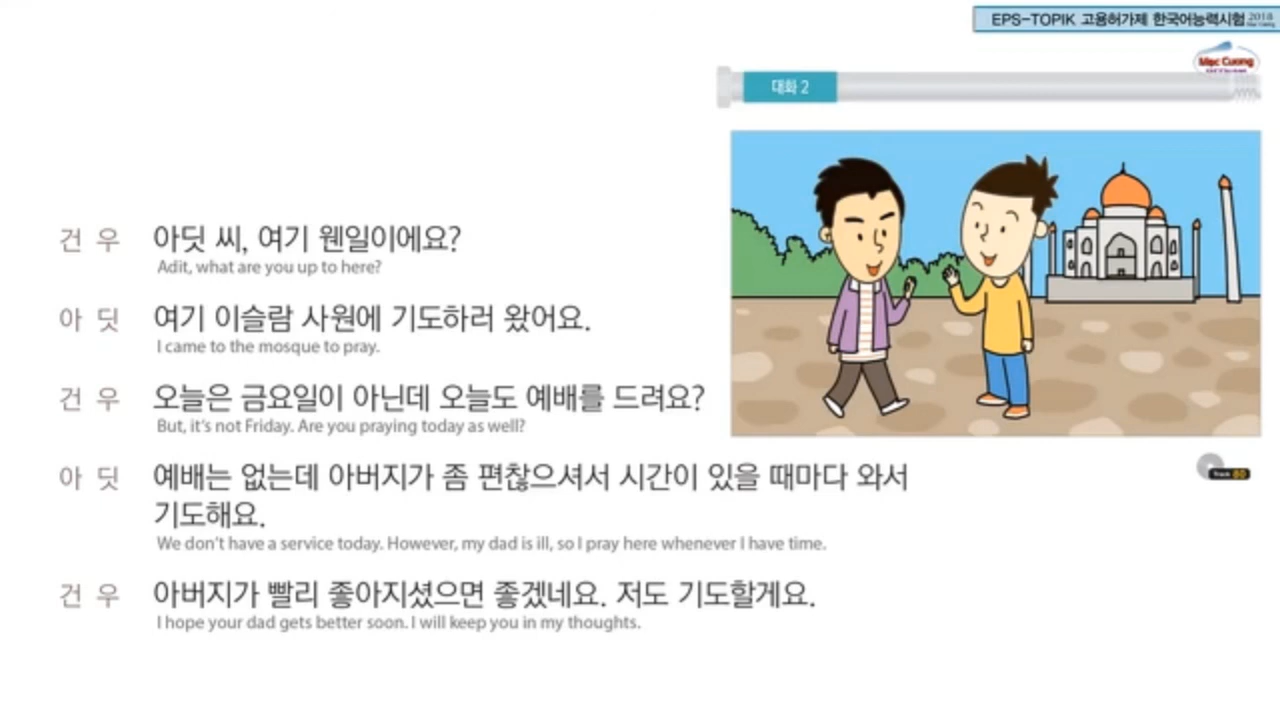 EPS-TOPIK 고용허가제 한국어능력시험 2018
Mạc Cương
대화 2
건 우 아딧 씨, 여기 웬일이에요?
Adit, what are you up to here?
아 딧 여기 이슬람 사원에 기도하러 왔어요.
I came to the mosque to pray.
건 우 오늘은 금요일이 아닌데 오늘도 예배를 드려요?
But, it's not Friday. Are you praying today as well?
아 딧 예배는 없는데 아버지가 좀 편찮으셔서 시간이 있을 때마다 와서
기도해요.
We don't have a service today. However, my dad is ill, so I pray here whenever I have time.
건 우 아버지가 빨리 좋아지셨으면 좋겠네요. 저도 기도할게요.
I hope your dad gets better soon. I will keep you in my thoughts.
Track 80